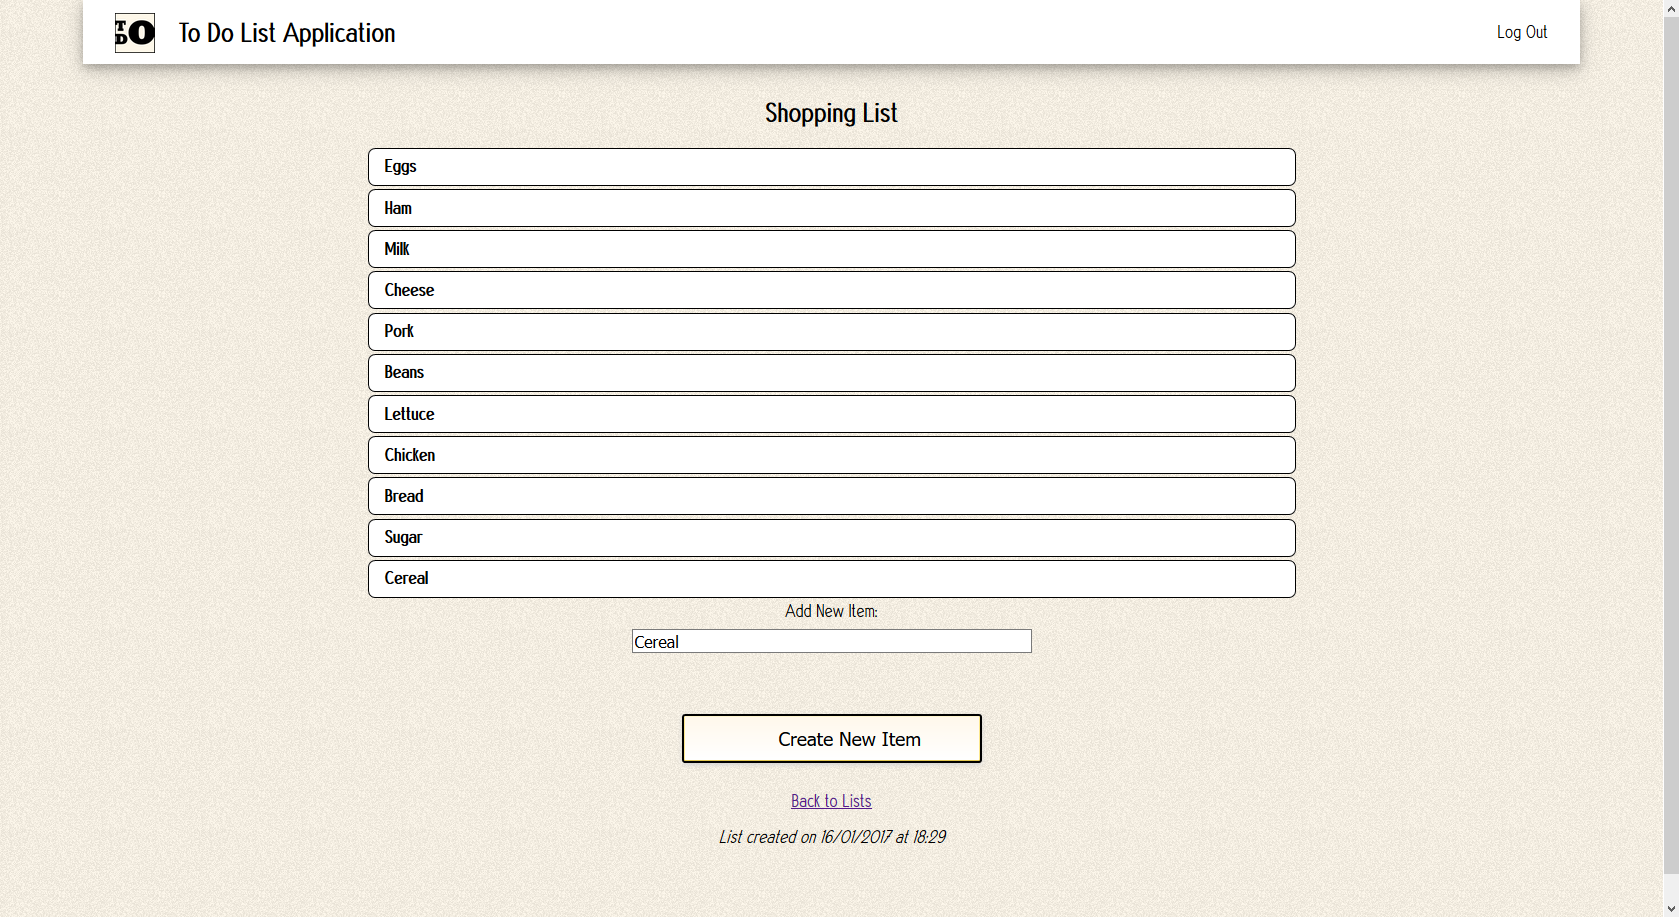 TO DO
To Do List Application
Log Out
Shopping List
Eggs
Ham
Milk
Cheese
Pork
Beans
Lettuce
Chicken
Bread
Sugar
Cereal
Add New Item:
Cereal
Create New Item
Back to Lists
List created on 16/01/2017 at 18:29